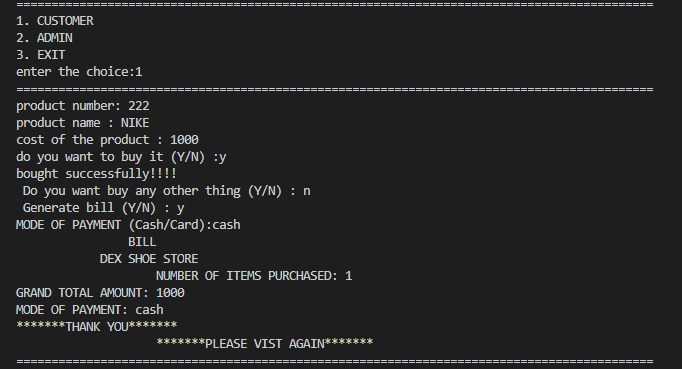 ===========================================================================================
1. CUSTOMER
2. ADMIN
3. EXIT
enter the choice:1
===========================================================================================
product number: 222
product name : NIKE
cost of the product : 1000
do you want to buy it (Y/N) :y
bought successfully!!!!
 Do you want buy any other thing (Y/N) : n
 Generate bill (Y/N) : y
MODE OF PAYMENT (Cash/Card):cash
                BILL
            DEX SHOE STORE
                    NUMBER OF ITEMS PURCHASED: 1
GRAND TOTAL AMOUNT: 1000
MODE OF PAYMENT: cash
*******THANK YOU*******
                    *******PLEASE VIST AGAIN*******
===========================================================================================